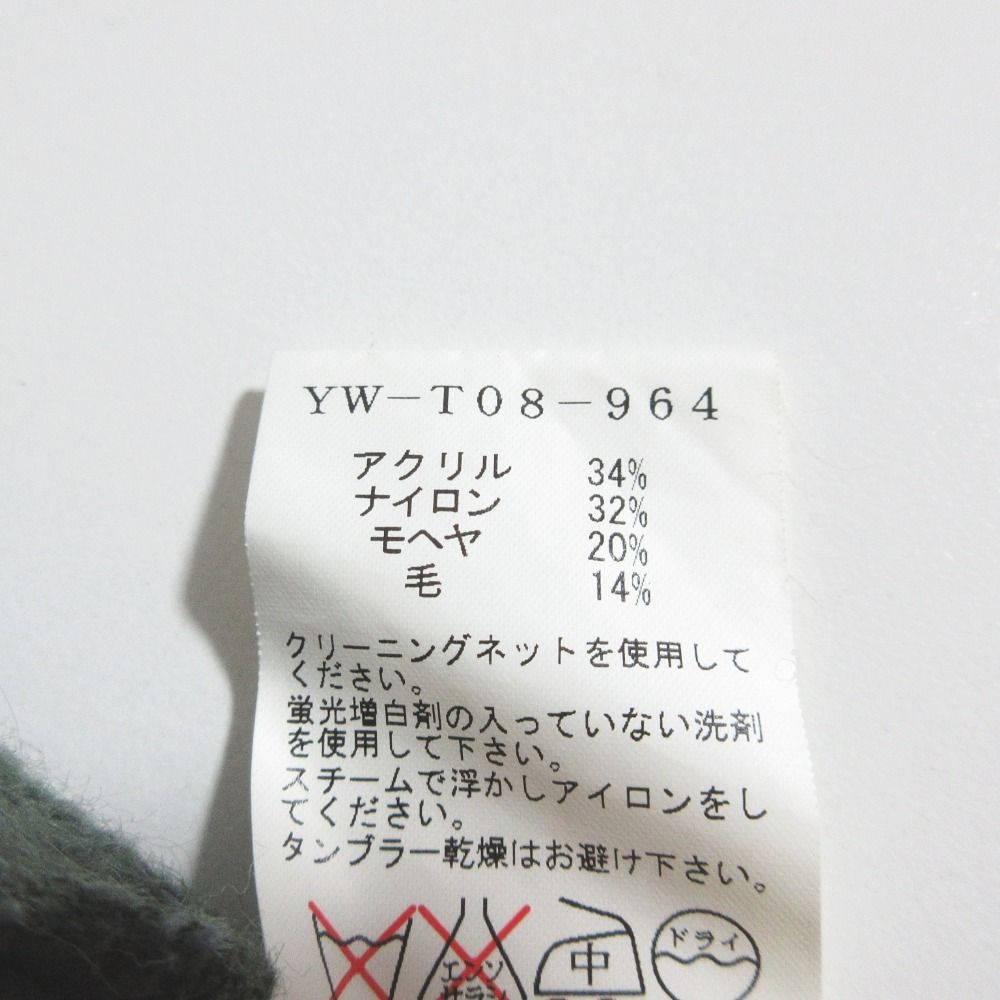 YW-T08-964
アクリル 34%
ナイロン 32%
モヘヤ 20%
毛 14%
クリーニングネットを使用して
ください。
蛍光増白剤の入っていない洗剤
を使用して下さい。
スチームで浮かしアイロンをし
てください。
タンブラー乾燥はお避け下さい。
エンソ
中
ドライ